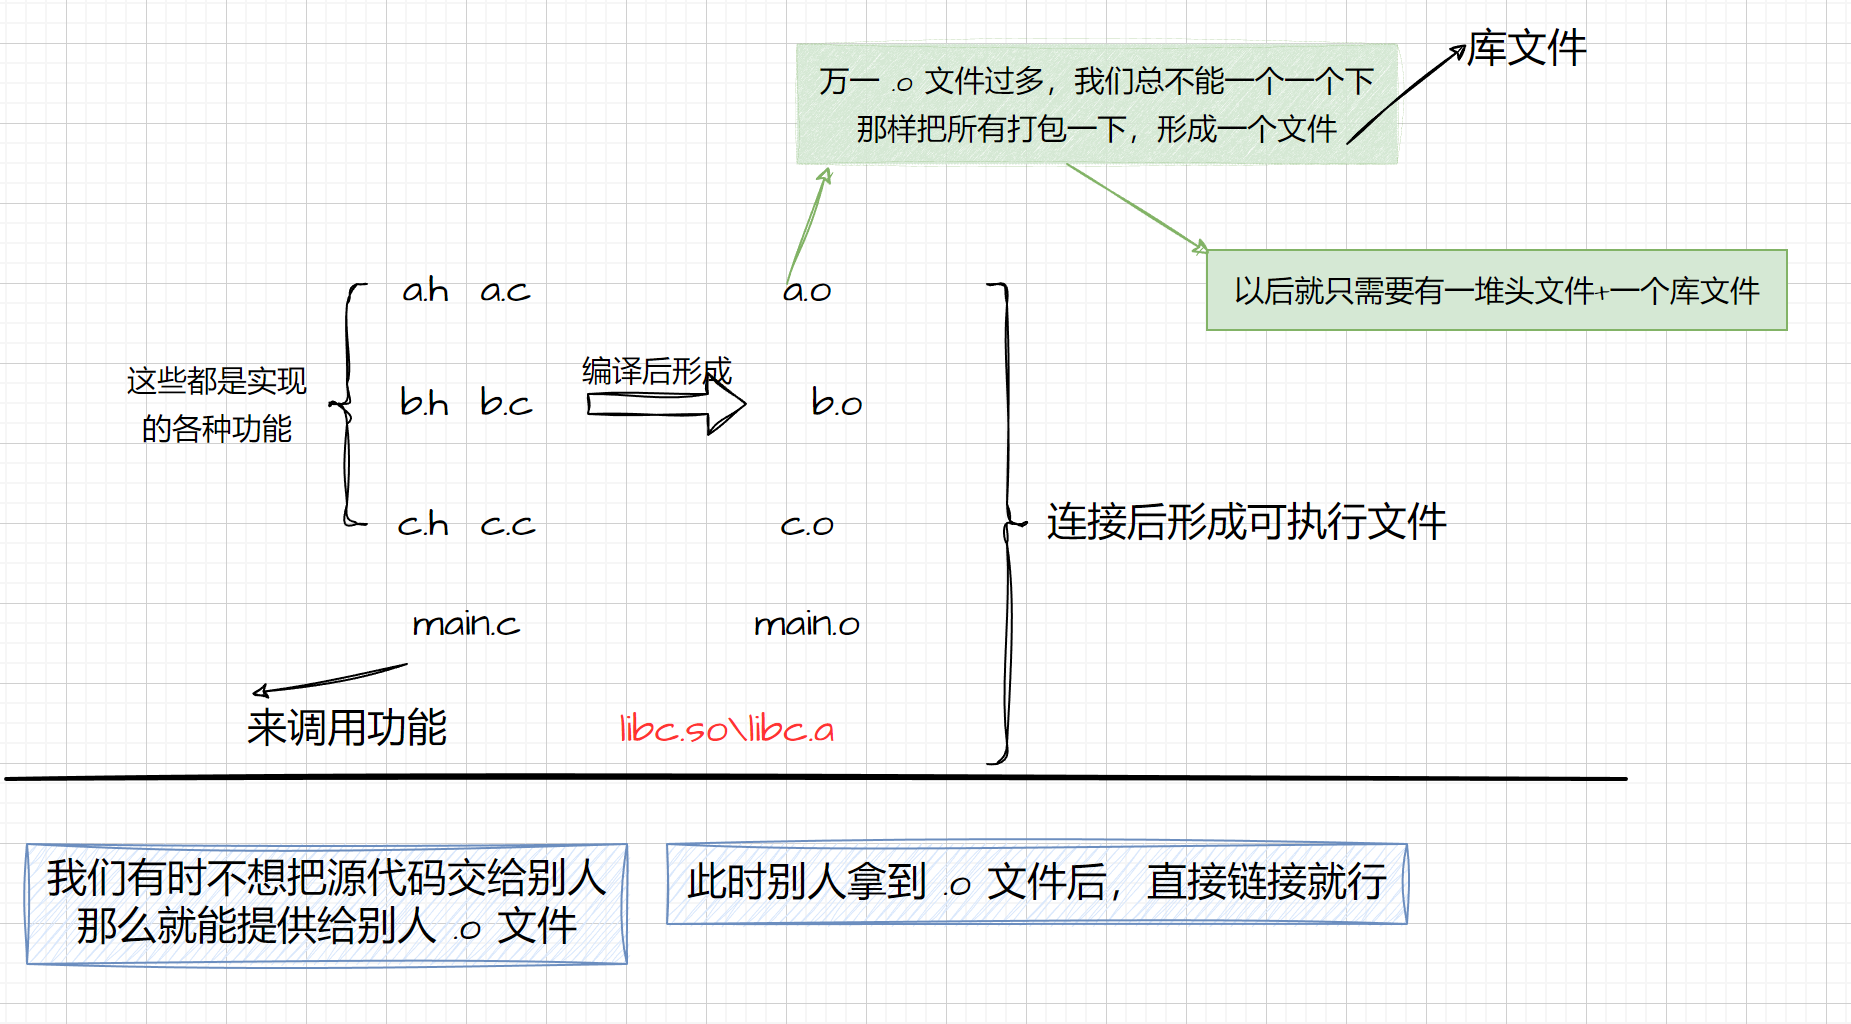 库文件
万一 .o 文件过多，我们总不能一个一个下
那样把所有打包一下，形成一个文件
以后就只需要有一堆头文件+一个库文件
a.h a.c a.o
编译后形成
这些都是实现
的各种功能
b.h b.c b.o
c.h c.c c.o
连接后形成可执行文件
main.c main.o
来调用功能
libc.so\libc.a
我们有时不想把源代码交给别人
那么就能提供给别人 .o 文件
此时别人拿到 .o 文件后，直接链接就行